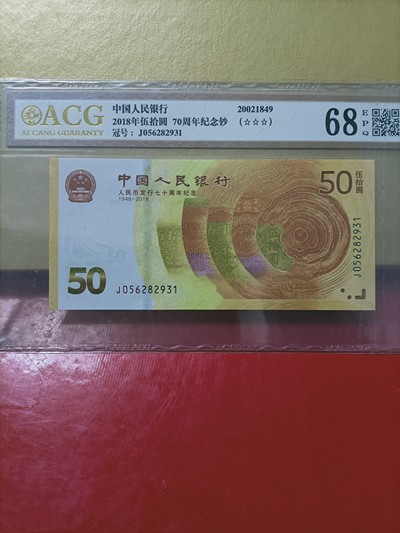 ACG
AI CANG GUARANTY
中国人民银行 20021849
2018年伍拾圆 70周年纪念钞 (☆☆☆)
冠号: J056282931
68 EPQ
中国人民银行
人民币发行七十周年纪念
1948-2018
50 伍拾圆
J056282931
50
J056282931